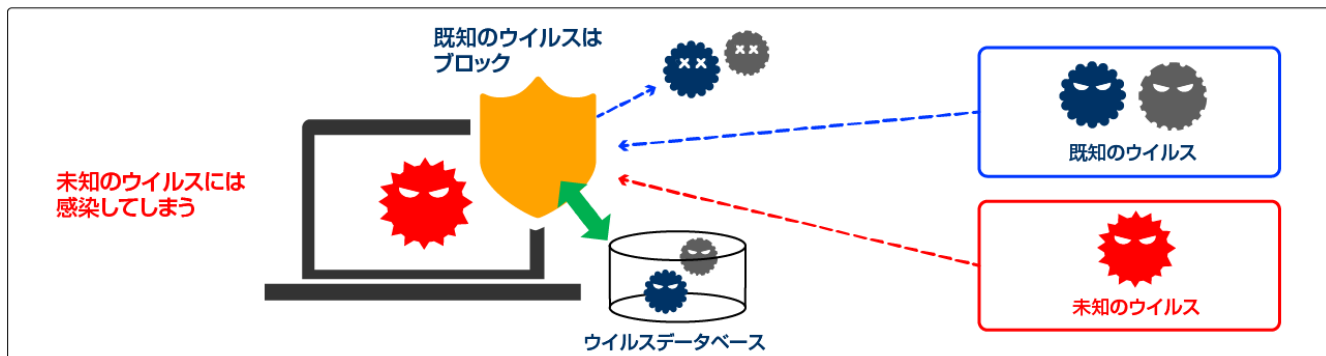 既知のウイルスは
ブロック
未知のウイルスには
感染してしまう
既知のウイルス
未知のウイルス
ウイルスデータベース